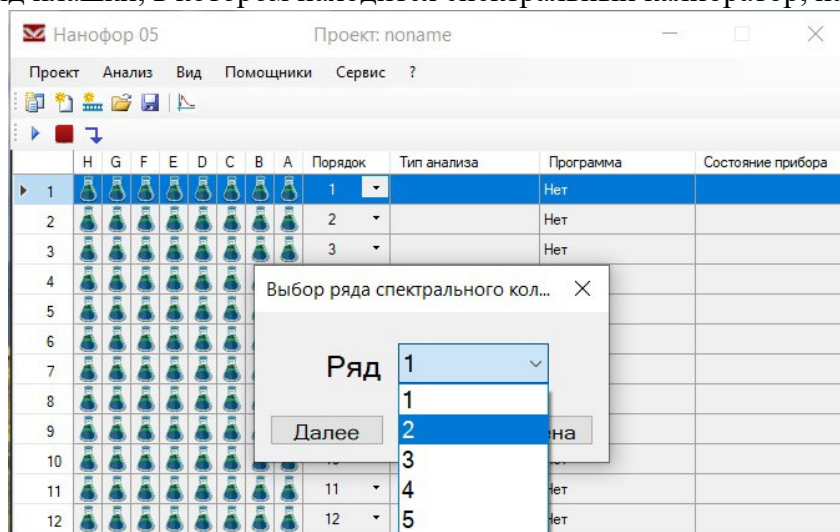 Нанофор 05 Проект: noname
Проект Анализ Вид Помощники Сервис ?
H G F E D C B A Порядок Тип анализа Программа Состояние прибора
1 1 Нет
2 2 Нет
3 3 Нет
4
Выбор ряда спектрального кол...
5
6
7 Ряд 1
8 1
9 Далее 2
10 3
11 11 4 Нет
12 12 5 Нет